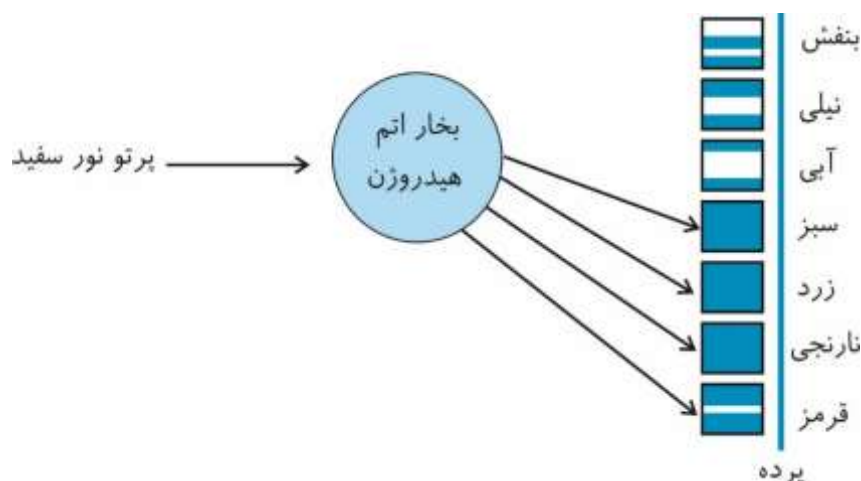 بنفش
نیلی
آبی
سبز
زرد
نارنجی
قرمز
پرده
بخار اتم
هیدروژن
پرتو نور سفید